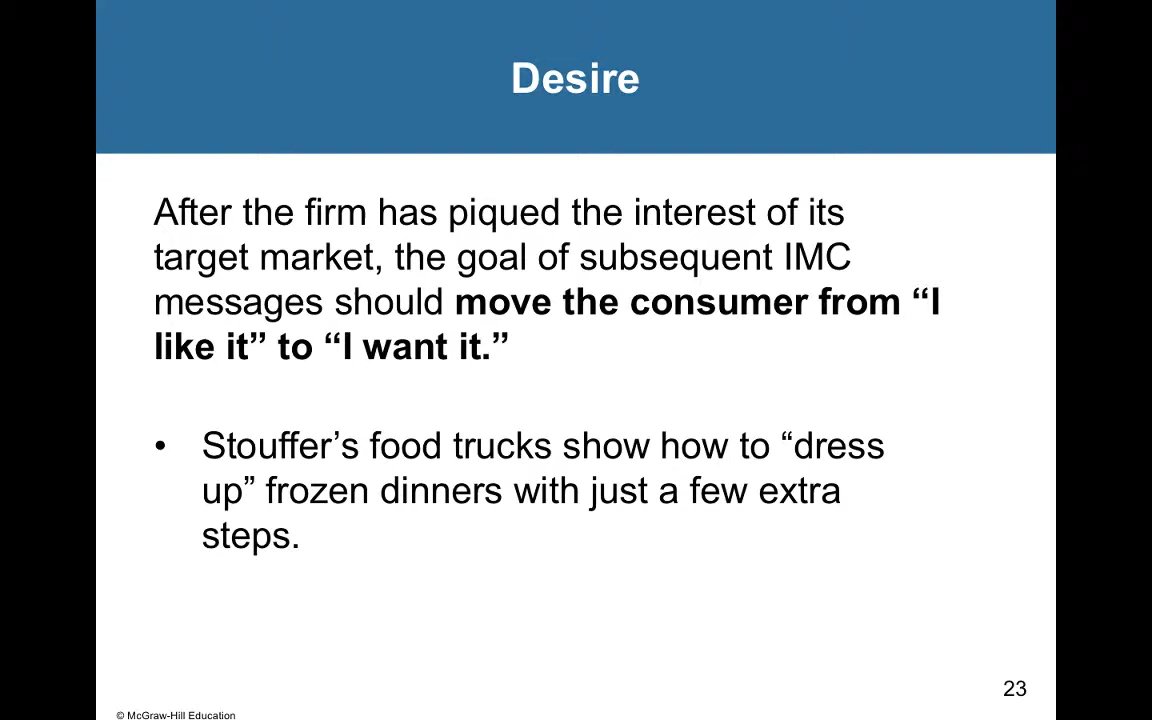 Desire
After the firm has piqued the interest of its
target market, the goal of subsequent IMC
messages should move the consumer from “I
like it” to “I want it.”
• Stouffer’s food trucks show how to “dress
up” frozen dinners with just a few extra
steps.
23
© McGraw-Hill Education